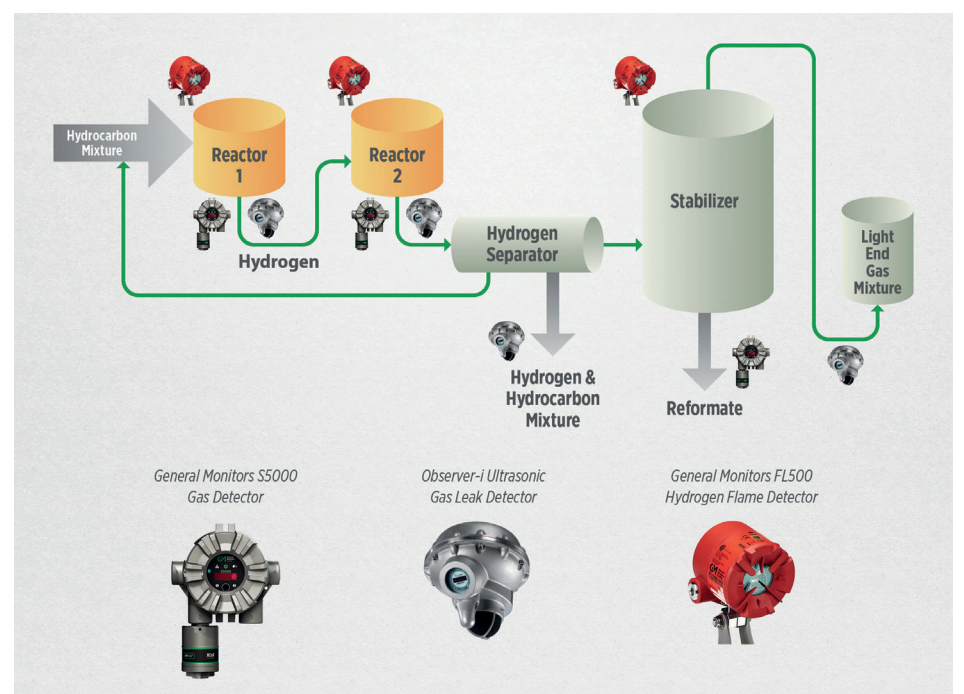 Hydrocarbon
Mixture
Reactor
1
Reactor
2
Hydrogen
Hydrogen
Separator
Stabilizer
Light
End
Gas
Mixture
Hydrogen &
Hydrocarbon
Mixture
Reformate
General Monitors S5000
Gas Detector
Observer-i Ultrasonic
Gas Leak Detector
General Monitors FL500
Hydrogen Flame Detector